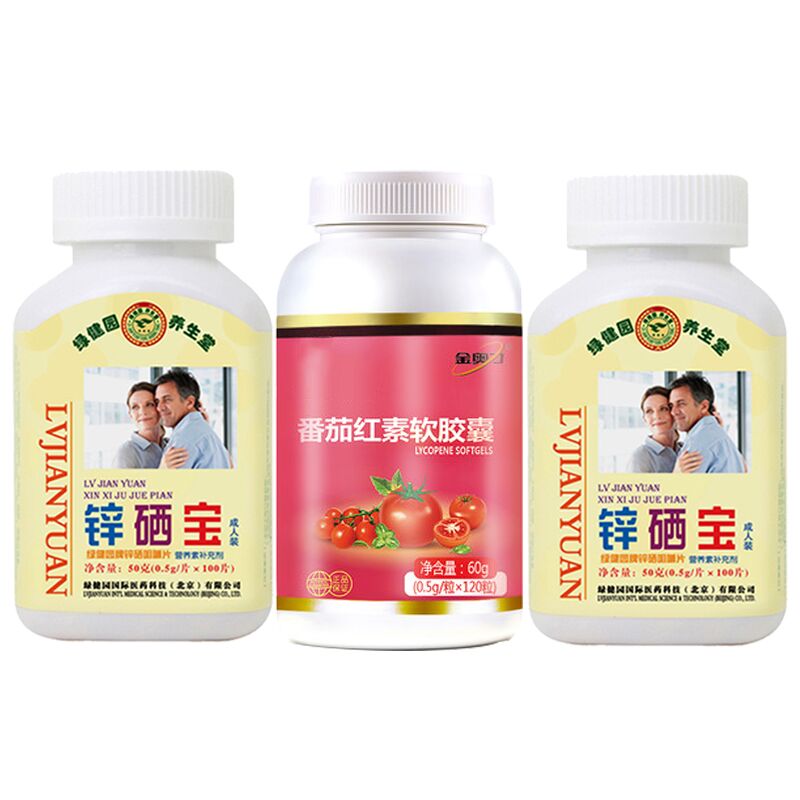 绿健园
养生堂
LVJIANYUAN
LV JIAN YUAN
XIN XI JU JUE PIAN
锌硒宝
成人装
绿健园牌锌硒咀嚼片 营养素补充剂
净含量：50克(0.5g/片×100片)
绿健园国际医药科技（北京）有限公司
LVJIANYUAN INT'L MEDICAL SCIENCE & TECHNOLOGY (BEIJING) CO., LTD.
番茄红素软胶囊
LYCOPENE SOFTGELS
净含量：60g
(0.5g/粒×120粒)
正品
保证
绿健园
养生堂
LVJIANYUAN
LV JIAN YUAN
XIN XI JU JUE PIAN
锌硒宝
成人装
绿健园牌锌硒咀嚼片 营养素补充剂
净含量：50克(0.5g/片×100片)
绿健园国际医药科技（北京）有限公司
LVJIANYUAN INT'L MEDICAL SCIENCE & TECHNOLOGY (BEIJING) CO., LTD.